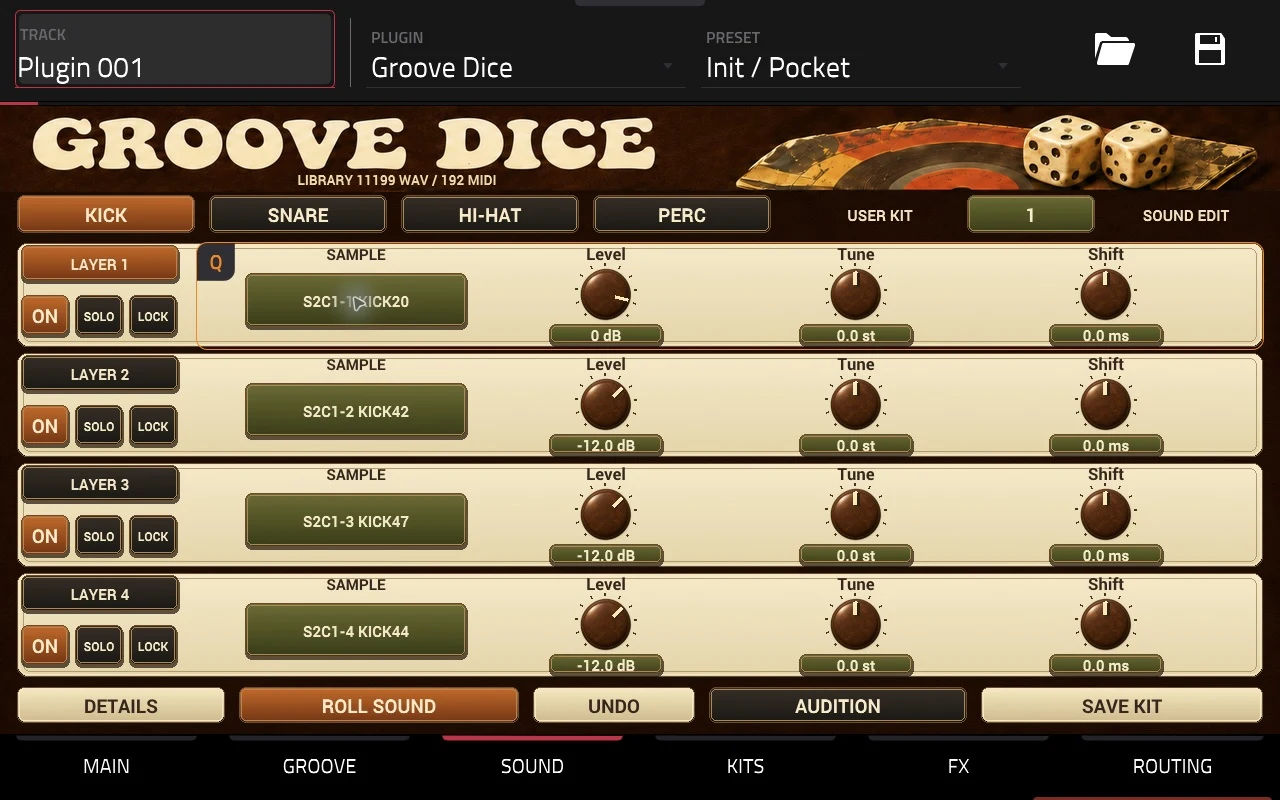 TRACK
Plugin 001
PLUGIN
Groove Dice
PRESET
Init / Pocket
GROOVE DICE
LIBRARY 11199 WAV / 192 MIDI
KICK
SNARE
HI-HAT
PERC
USER KIT
1
SOUND EDIT
LAYER 1
Q
SAMPLE
Level
Tune
Shift
ON
SOLO
LOCK
S2C1-1 KICK20
0 dB
0.0 st
0.0 ms
LAYER 2
SAMPLE
Level
Tune
Shift
ON
SOLO
LOCK
S2C1-2 KICK42
-12.0 dB
0.0 st
0.0 ms
LAYER 3
SAMPLE
Level
Tune
Shift
ON
SOLO
LOCK
S2C1-3 KICK47
-12.0 dB
0.0 st
0.0 ms
LAYER 4
SAMPLE
Level
Tune
Shift
ON
SOLO
LOCK
S2C1-4 KICK44
-12.0 dB
0.0 st
0.0 ms
DETAILS
ROLL SOUND
UNDO
AUDITION
SAVE KIT
MAIN
GROOVE
SOUND
KITS
FX
ROUTING